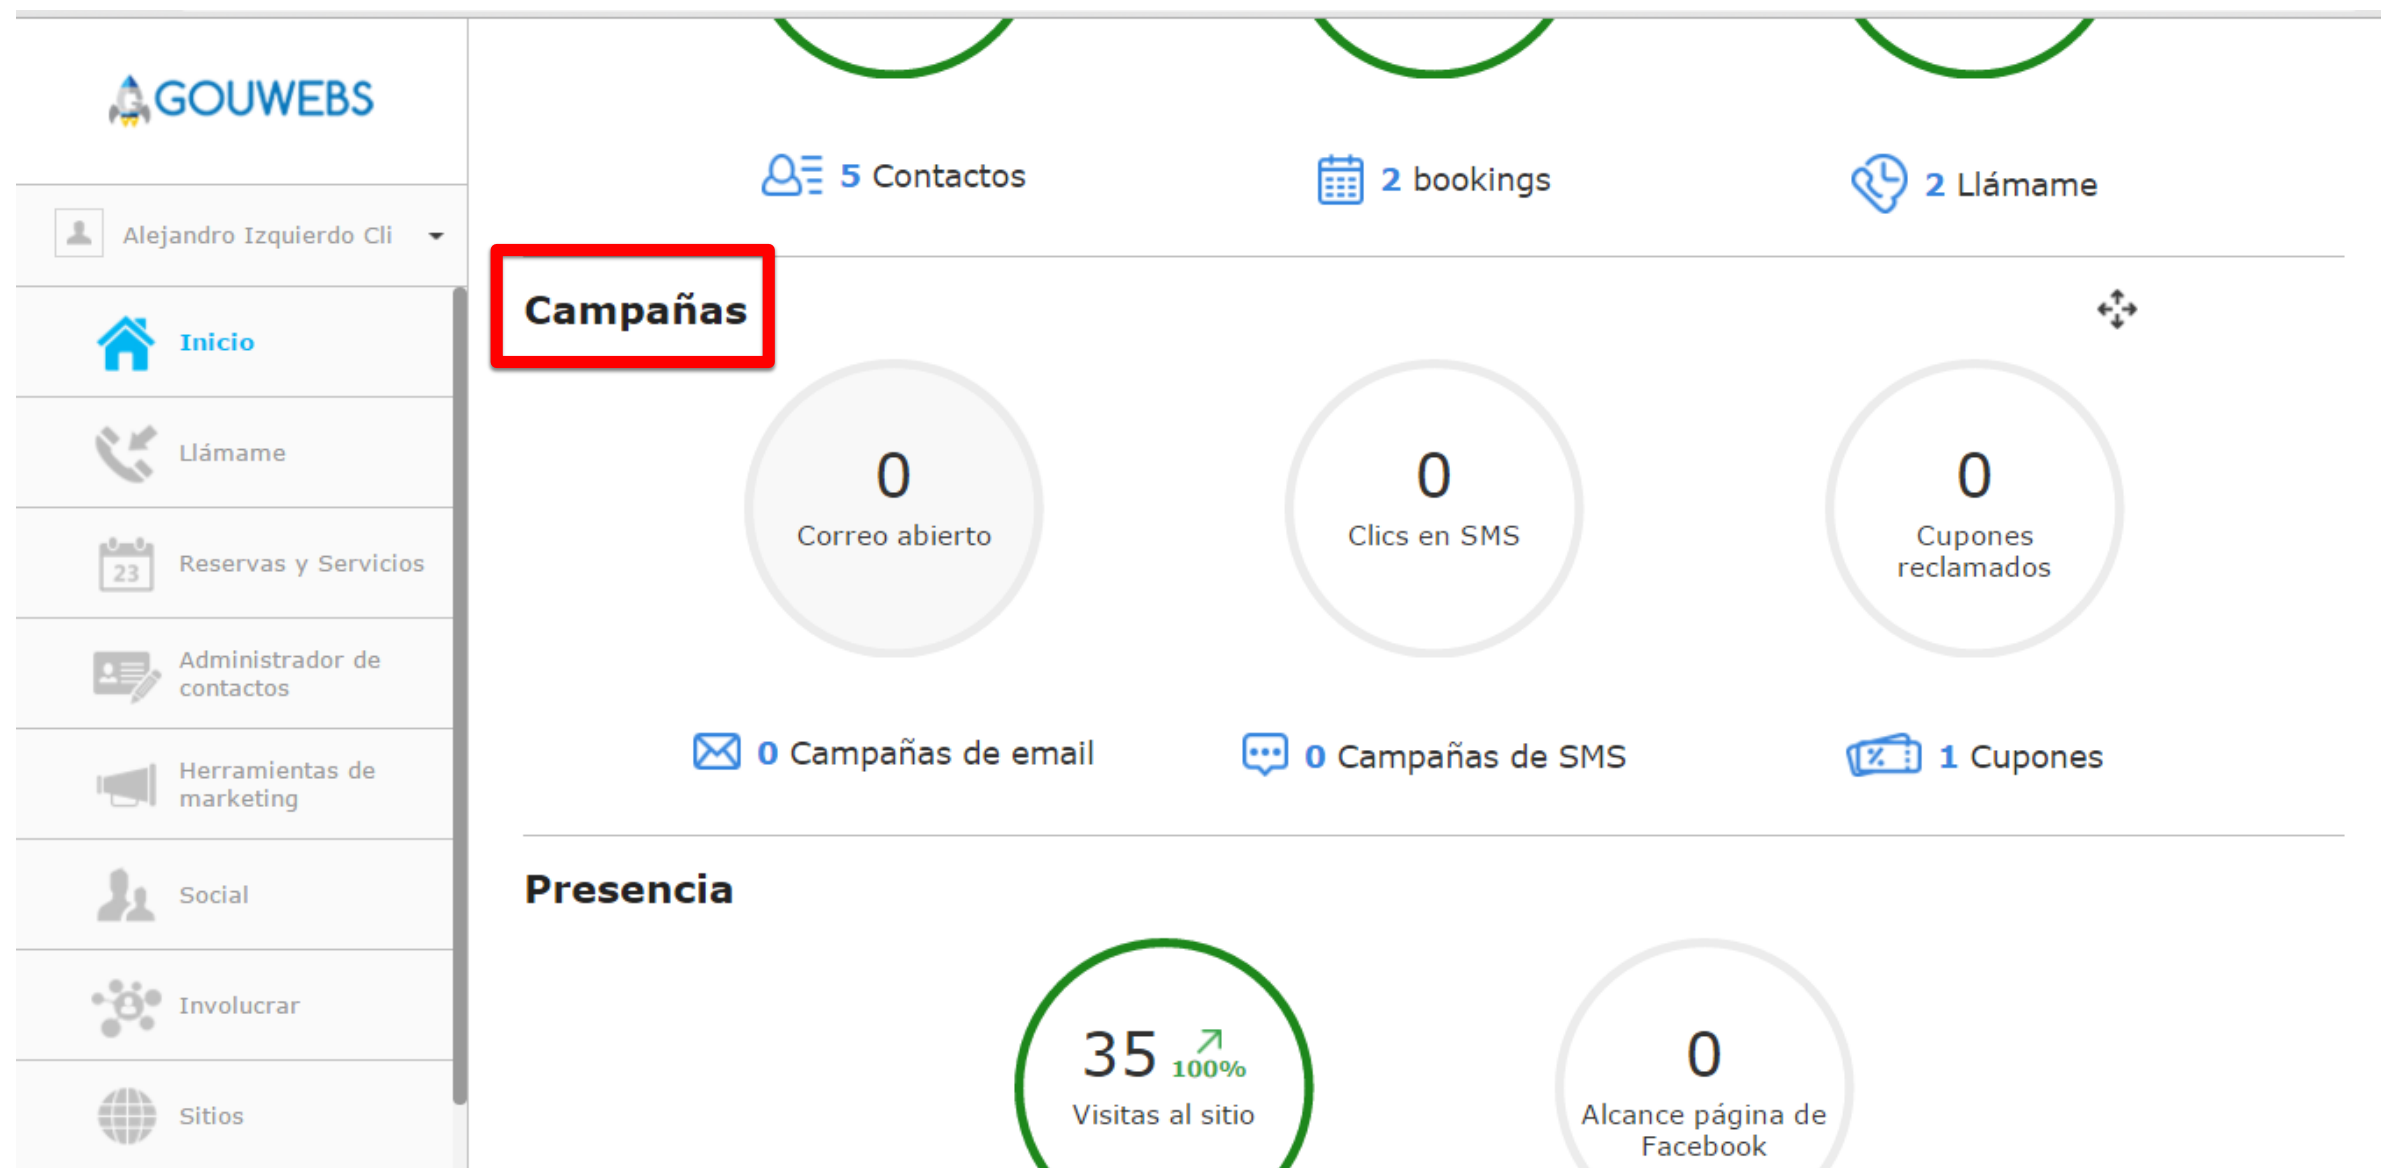 GOUWEBS
Alejandro Izquierdo Cli
Inicio
Llámame
23
Reservas y Servicios
Administrador de
contactos
Herramientas de
marketing
Social
Involucrar
Sitios
5 Contactos
2 bookings
2 Llámame
Campañas
0
Correo abierto
0
Clics en SMS
0
Cupones
reclamados
0 Campañas de email
0 Campañas de SMS
1 Cupones
Presencia
35
100%
Visitas al sitio
0
Alcance página de
Facebook